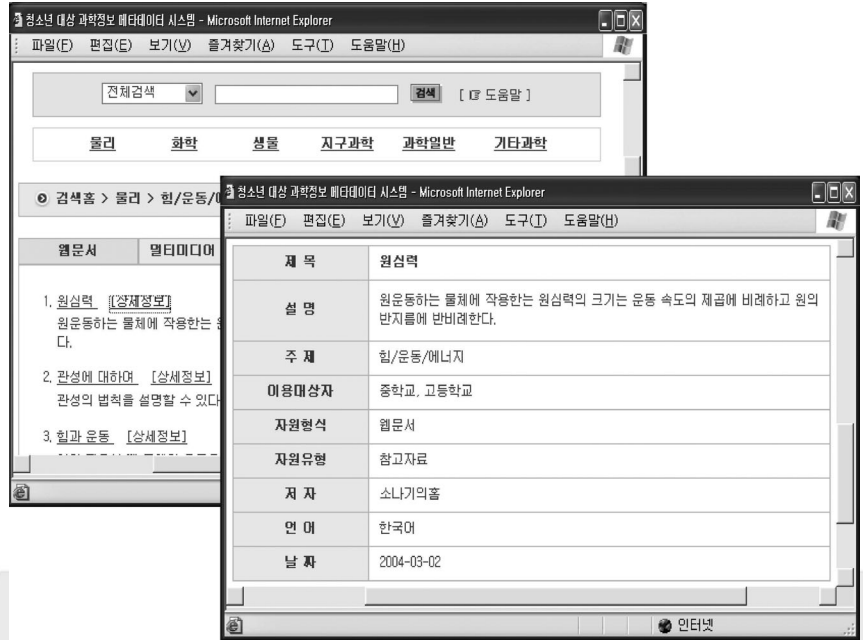 청소년 대상 과학정보 메타데이터 시스템 - Microsoft Internet Explorer
파일(F) 편집(E) 보기(V) 즐겨찾기(A) 도구(T) 도움말(H)
전체검색 검색 [ ☞ 도움말 ]
물리 화학 생물 지구과학 과학일반 기타과학
검색홈 > 물리 > 힘/운동/
웹문서 멀티미디어
1. 원심력 [상세정보]
원운동하는 물체에 작용한는
다.
2. 관성에 대하여 [상세정보]
관성의 법칙을 설명할 수 있다
3. 힘과 운동 [상세정보]
청소년 대상 과학정보 메타데이터 시스템 - Microsoft Internet Explorer
파일(F) 편집(E) 보기(V) 즐겨찾기(A) 도구(T) 도움말(H)
제 목 원심력
설 명 원운동하는 물체에 작용한는 원심력의 크기는 운동 속도의 제곱에 비례하고 원의
반지름에 반비례한다.
주 제 힘/운동/에너지
이용대상자 중학교, 고등학교
자원형식 웹문서
자원유형 참고자료
저 자 소나기의홈
언 어 한국어
날 짜 2004-03-02
인터넷